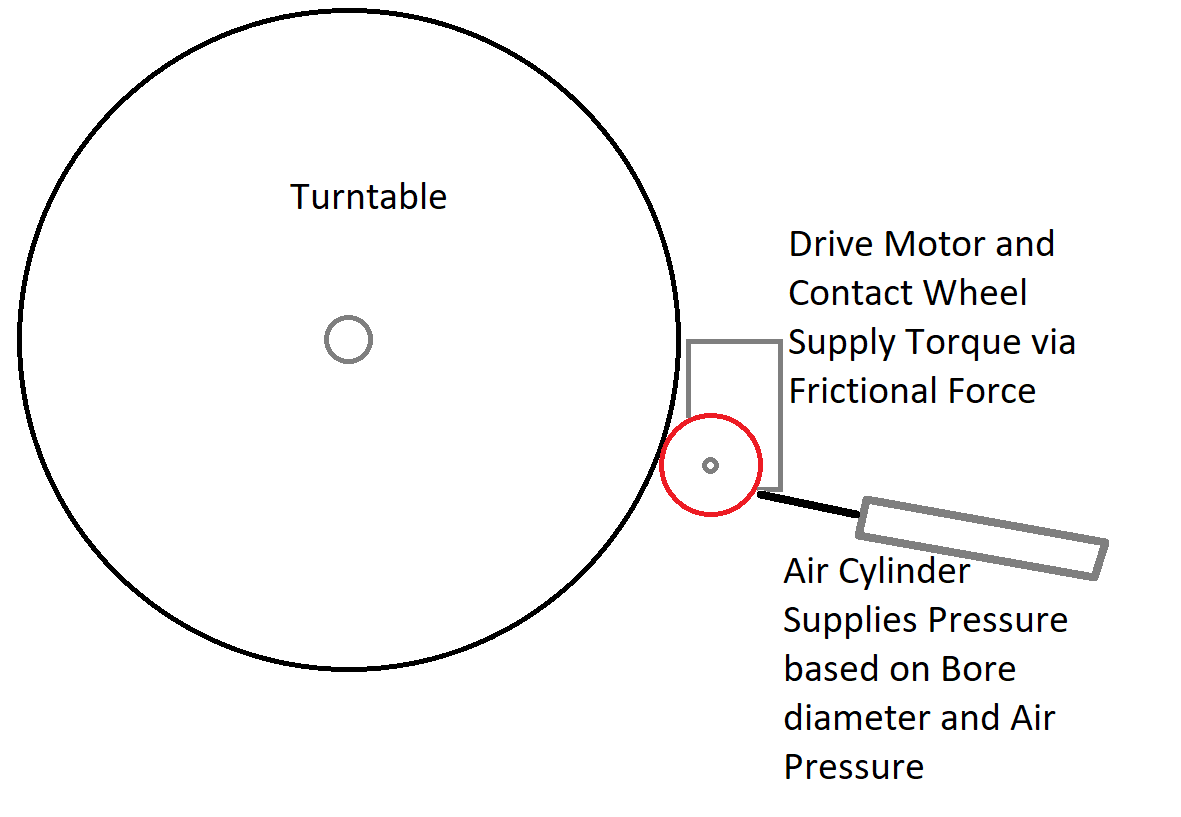 Turntable
Drive Motor and
Contact Wheel
Supply Torque via
Frictional Force
Air Cylinder
Supplies Pressure
based on Bore
diameter and Air
Pressure